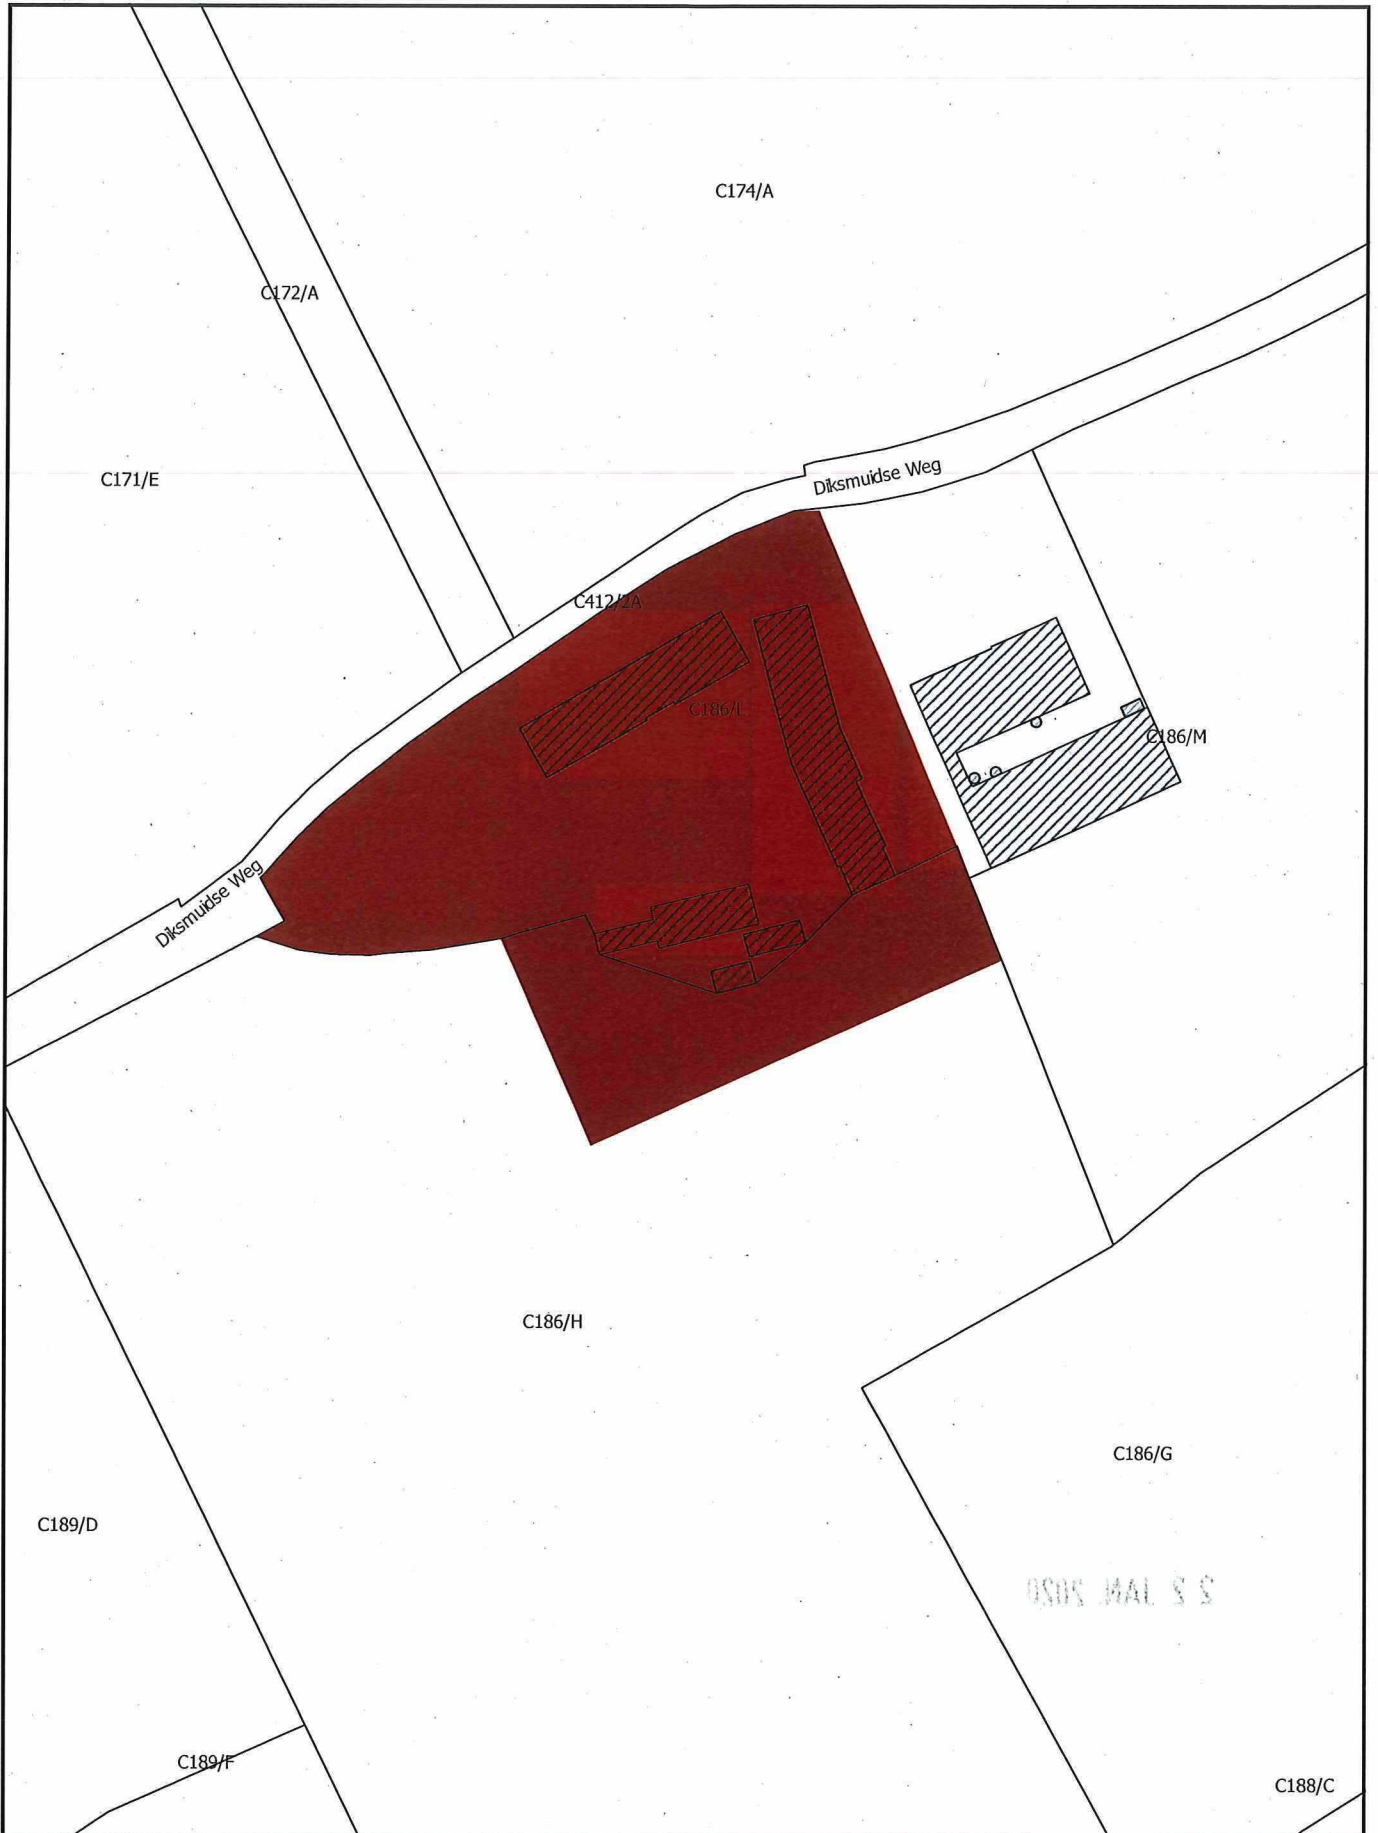 C174/A
C172/A
C171/E
Diksmuidse Weg
C412/2A
C186/L
C186/M
Diksmuidse Weg
C186/H
C186/G
C189/D
22 JAN. 2020
C189/F
C188/C